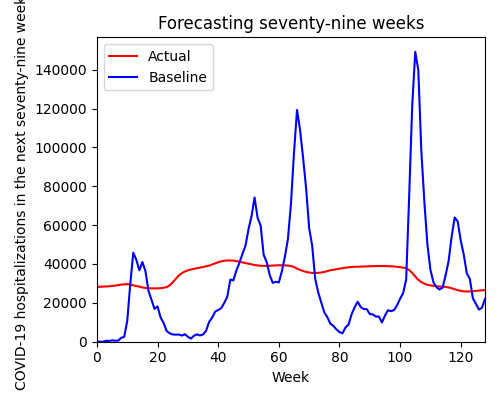 Forecasting seventy-nine weeks
COVID-19 hospitalizations in the next seventy-nine week
Actual
Baseline
140000
120000
100000
80000
60000
40000
20000
0
0 20 40 60 80 100 120
Week